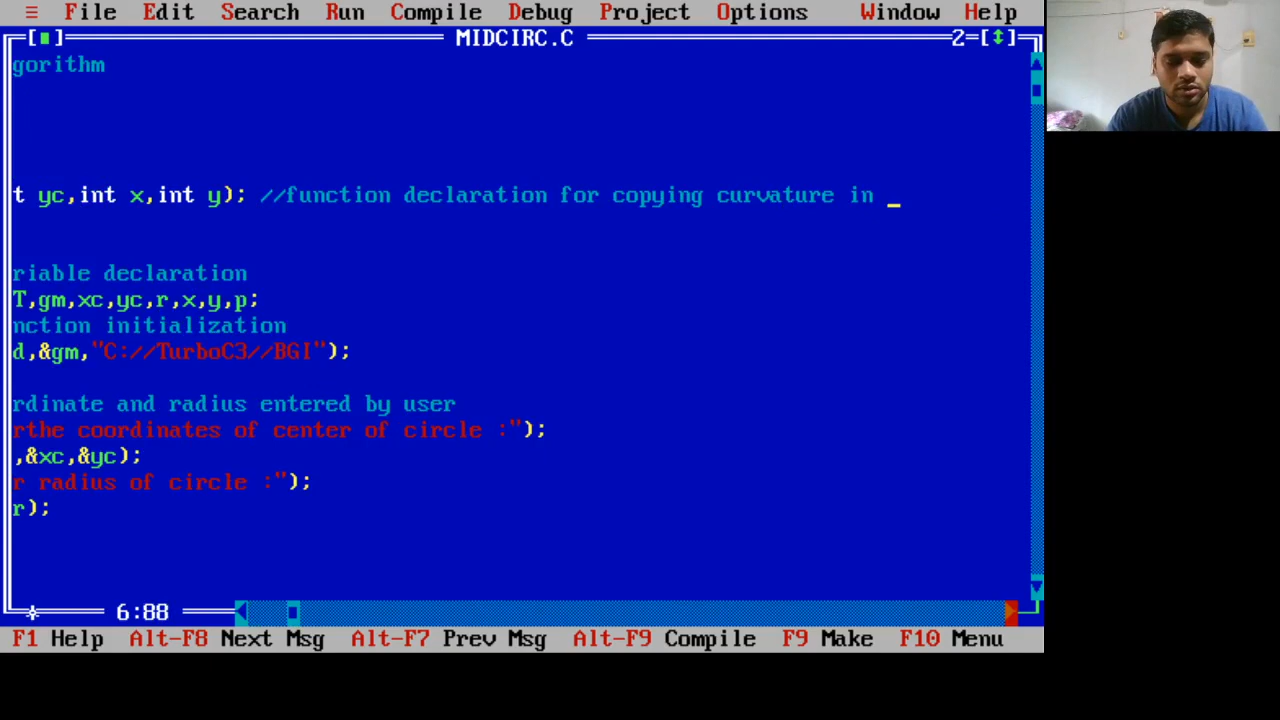 ≡ File Edit Search Run Compile Debug Project Options Window Help
[■] MIDCIRC.C 2=[↕]
gorithm
t yc,int x,int y); //function declaration for copying curvature in _
riable declaration
T,gm,xc,yc,r,x,y,p;
nction initialization
d,&gm,"C://TurboC3//BGI");
rdinate and radius entered by user
rthe coordinates of center of circle :");
,&xc,&yc);
r radius of circle :");
r);
6:88
F1 Help Alt-F8 Next Msg Alt-F7 Prev Msg Alt-F9 Compile F9 Make F10 Menu